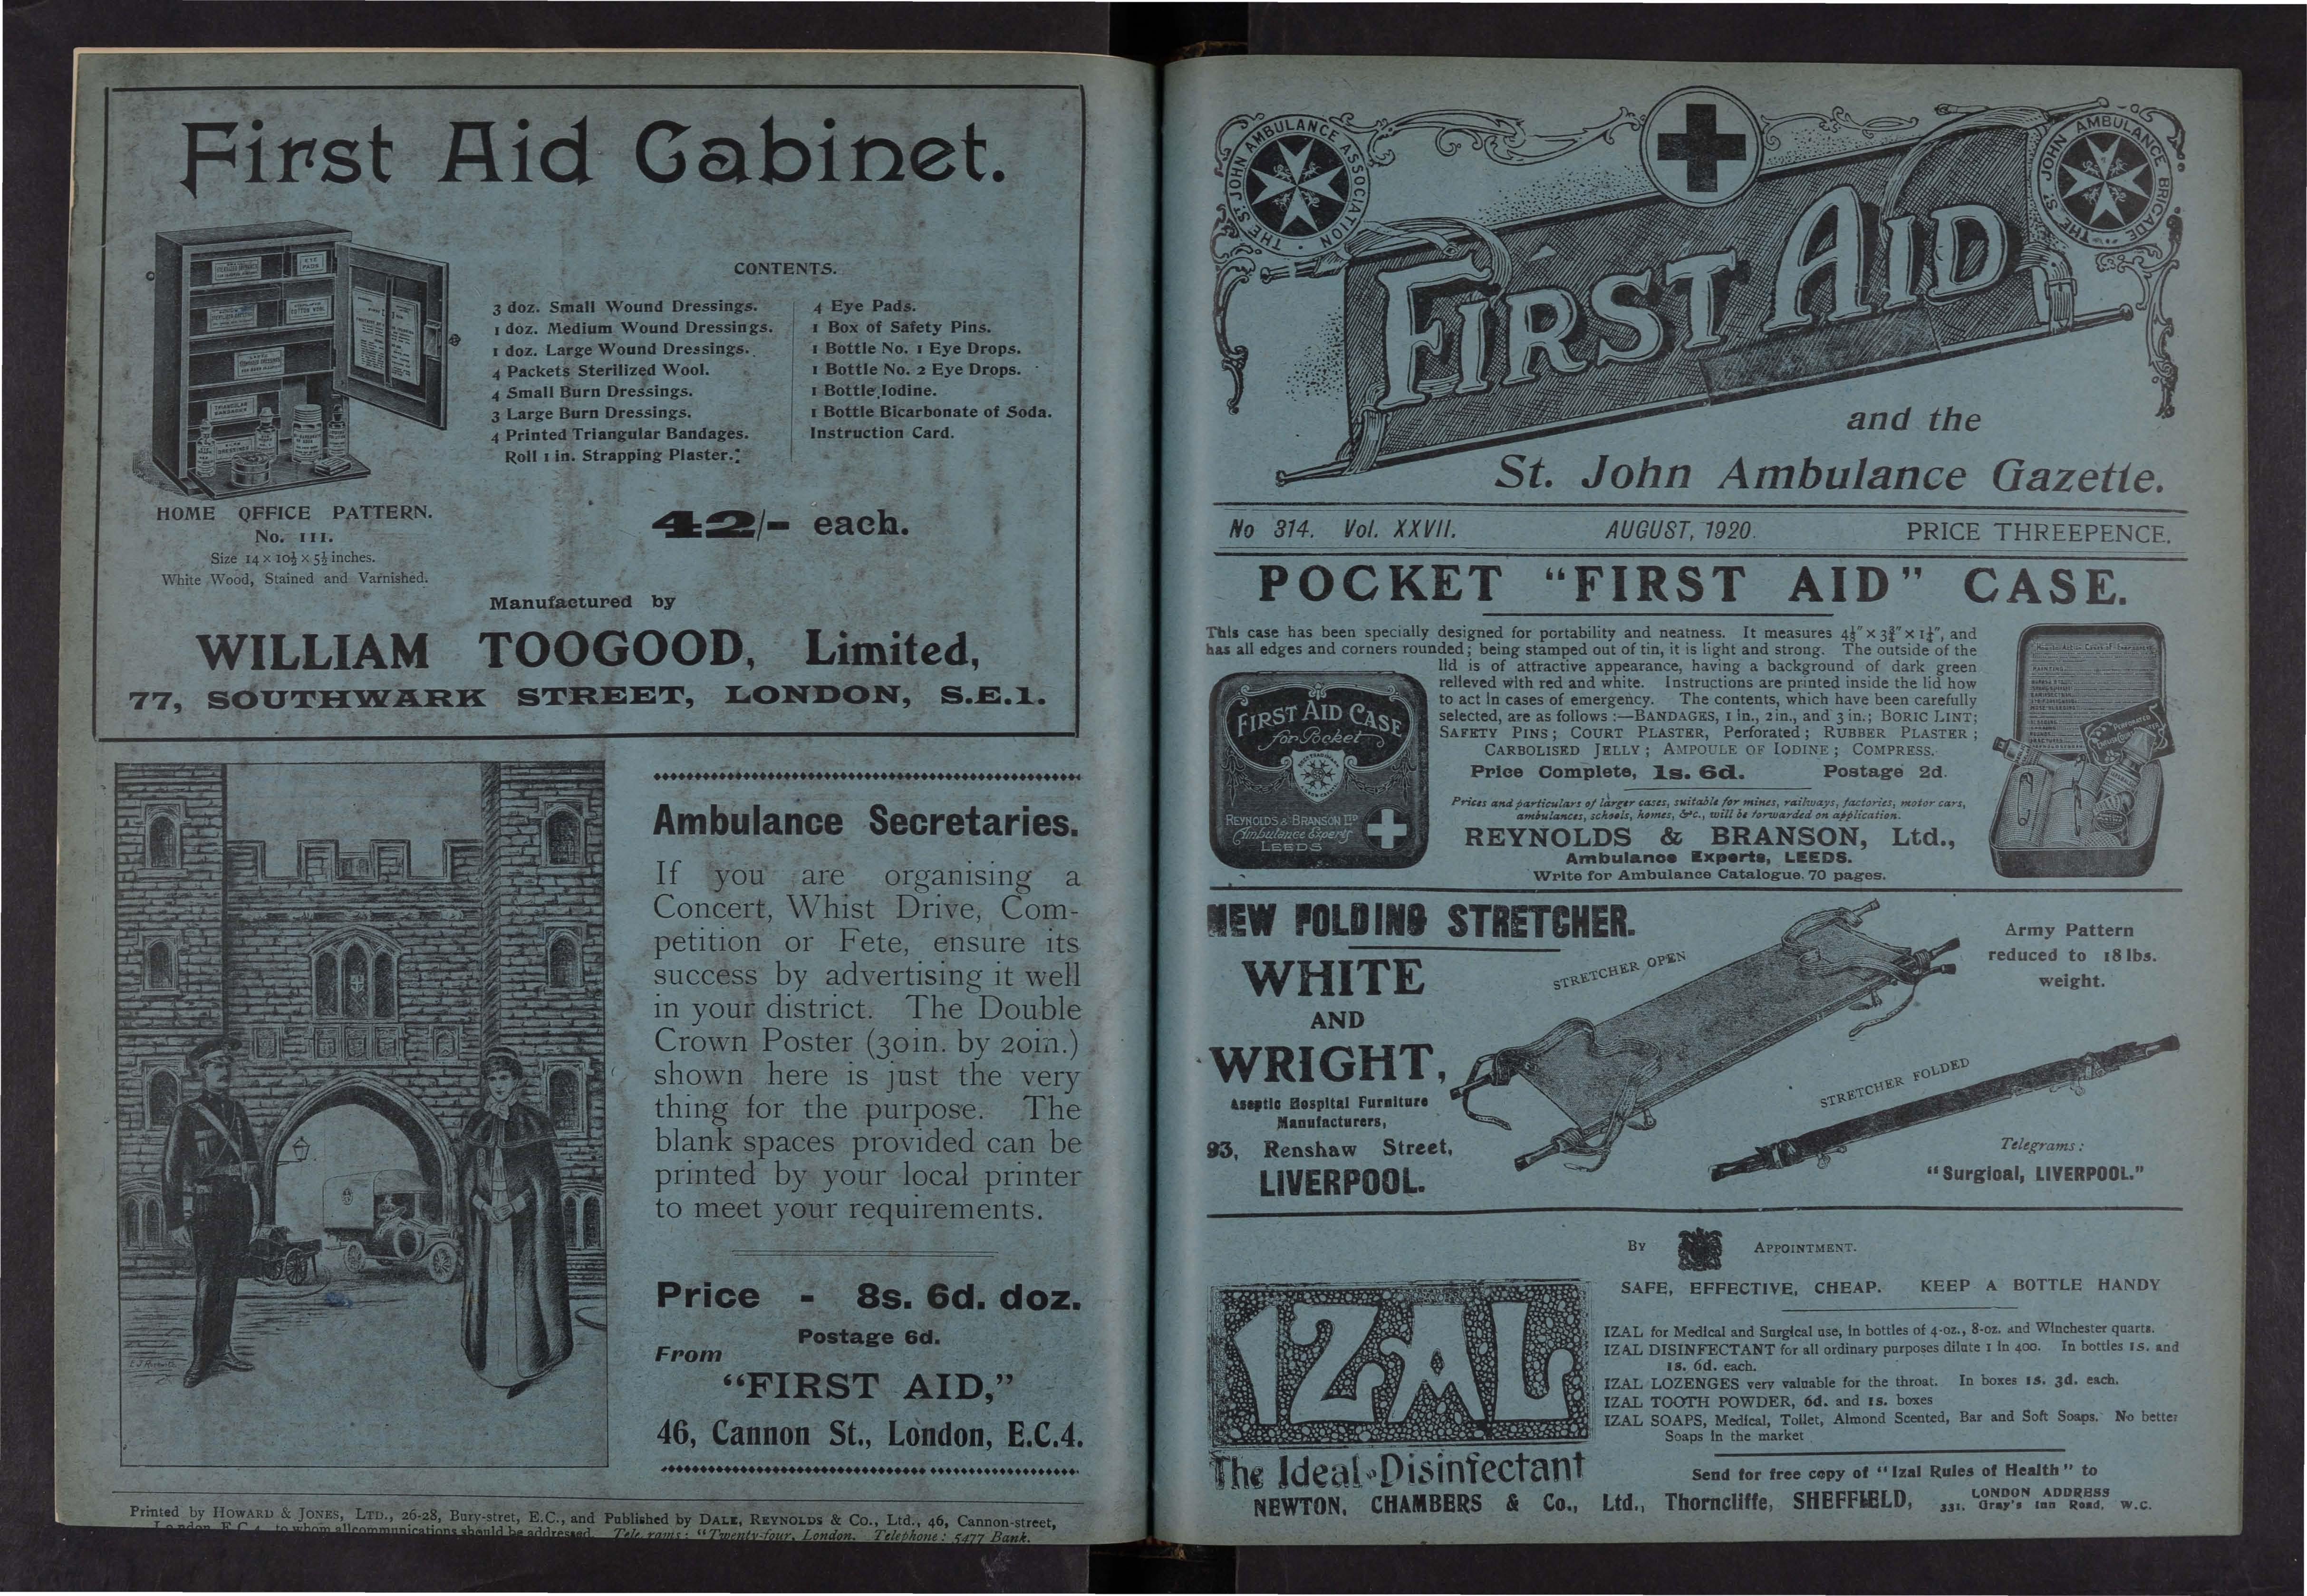 First Aid Cabinet.
CONTENTS.
3 doz. Small Wound Dressings.
1 doz. Medium Wound Dressings.
1 doz. Large Wound Dressings.
4 Packets Sterilized Wool.
4 Small Burn Dressings.
3 Large Burn Dressings.
4 Printed Triangular Bandages.
Roll 1 in. Strapping Plaster.
4 Eye Pads.
1 Box of Safety Pins.
1 Bottle No. 1 Eye Drops.
1 Bottle No. 2 Eye Drops.
1 Bottle Iodine.
1 Bottle Bicarbonate of Soda.
Instruction Card.
EYE
PADS
TRIANGULAR
BANDAGES
HOME OFFICE PATTERN.
No. 111.
Size 14 × 10½ × 5½ inches.
White Wood, Stained and Varnished.
42/- each.
Manufactured by
WILLIAM TOOGOOD, Limited,
77, SOUTHWARK STREET, LONDON, S.E.1.
Ambulance Secretaries.
If you are organising a
Concert, Whist Drive, Com-
petition or Fete, ensure its
success by advertising it well
in your district. The Double
Crown Poster (30in. by 20in.)
shown here is just the very
thing for the purpose. The
blank spaces provided can be
printed by your local printer
to meet your requirements.
Price - 8s. 6d. doz.
Postage 6d.
From
"FIRST AID,"
46, Cannon St., London, E.C.4.
Printed by HOWARD & JONES, LTD., 26-28, Bury-stret, E.C., and Published by DALE, REYNOLDS & Co., Ltd., 46, Cannon-street,
London, E.C.4, to whom all communications should be addressed. Telegrams: "Twenty-four, London. Telephone: 5477 Bank.
THE ST. JOHN AMBULANCE ASSOCIATION
THE ST. JOHN AMBULANCE BRIGADE
FIRST AID
and the
St. John Ambulance Gazette.
No 314. Vol. XXVII. AUGUST, 1920. PRICE THREEPENCE.
POCKET "FIRST AID" CASE.
This case has been specially designed for portability and neatness. It measures 4½" × 3¾" × 1¼", and
has all edges and corners rounded; being stamped out of tin, it is light and strong. The outside of the
lid is of attractive appearance, having a background of dark green
relieved with red and white. Instructions are printed inside the lid how
to act in cases of emergency. The contents, which have been carefully
selected, are as follows :—BANDAGES, 1 in., 2in., and 3 in.; BORIC LINT;
SAFETY PINS; COURT PLASTER, Perforated; RUBBER PLASTER;
CARBOLISED JELLY; AMPOULE OF IODINE; COMPRESS.
Price Complete, 1s. 6d. Postage 2d.
FIRST AID CASE
for Pocket
REYNOLDS & BRANSON LTD
Ambulance Experts
LEEDS
Prices and particulars of larger cases, suitable for mines, railways, factories, motor cars,
ambulances, schools, homes, &c., will be forwarded on application.
REYNOLDS & BRANSON, Ltd.,
Ambulance Experts, LEEDS.
Write for Ambulance Catalogue, 70 pages.
NEW FOLDING STRETCHER.
WHITE
AND
WRIGHT,
Aseptic Hospital Furniture
Manufacturers,
93, Renshaw Street,
LIVERPOOL.
STRETCHER OPEN
Army Pattern
reduced to 18 lbs.
weight.
STRETCHER FOLDED
Telegrams:
"Surgical, LIVERPOOL."
By APPOINTMENT.
SAFE, EFFECTIVE, CHEAP. KEEP A BOTTLE HANDY
IZAL
The Ideal Disinfectant
IZAL for Medical and Surgical use, in bottles of 4-oz., 8-oz. and Winchester quarts.
IZAL DISINFECTANT for all ordinary purposes dilute 1 in 400. In bottles 1s. and
1s. 6d. each.
IZAL LOZENGES very valuable for the throat. In boxes 1s. 3d. each.
IZAL TOOTH POWDER, 6d. and 1s. boxes
IZAL SOAPS, Medical, Toilet, Almond Scented, Bar and Soft Soaps. No better
Soaps in the market
Send for free copy of "Izal Rules of Health" to
NEWTON, CHAMBERS & Co., Ltd., Thorncliffe, SHEFFIELD,
LONDON ADDRESS
331, Gray's Inn Road, W.C.